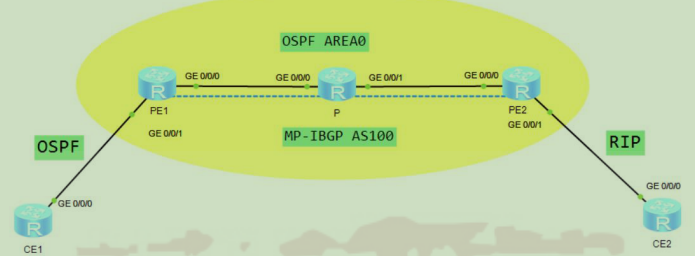 OSPF AREA0
GE 0/0/0
GE 0/0/0
GE 0/0/1
GE 0/0/0
R
R
R
PE1
P
PE2
GE 0/0/1
MP-IBGP AS100
GE 0/0/1
OSPF
RIP
GE 0/0/0
GE 0/0/0
R
R
CE1
CE2